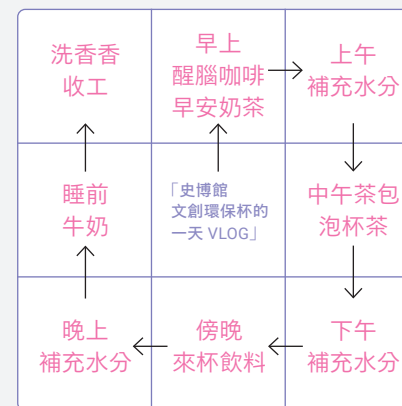 洗香香
收工
早上
醒腦咖啡
早安奶茶
上午
補充水分
睡前
牛奶
「史博館
文創環保杯的
一天 VLOG」
中午茶包
泡杯茶
晚上
補充水分
傍晚
來杯飲料
下午
補充水分